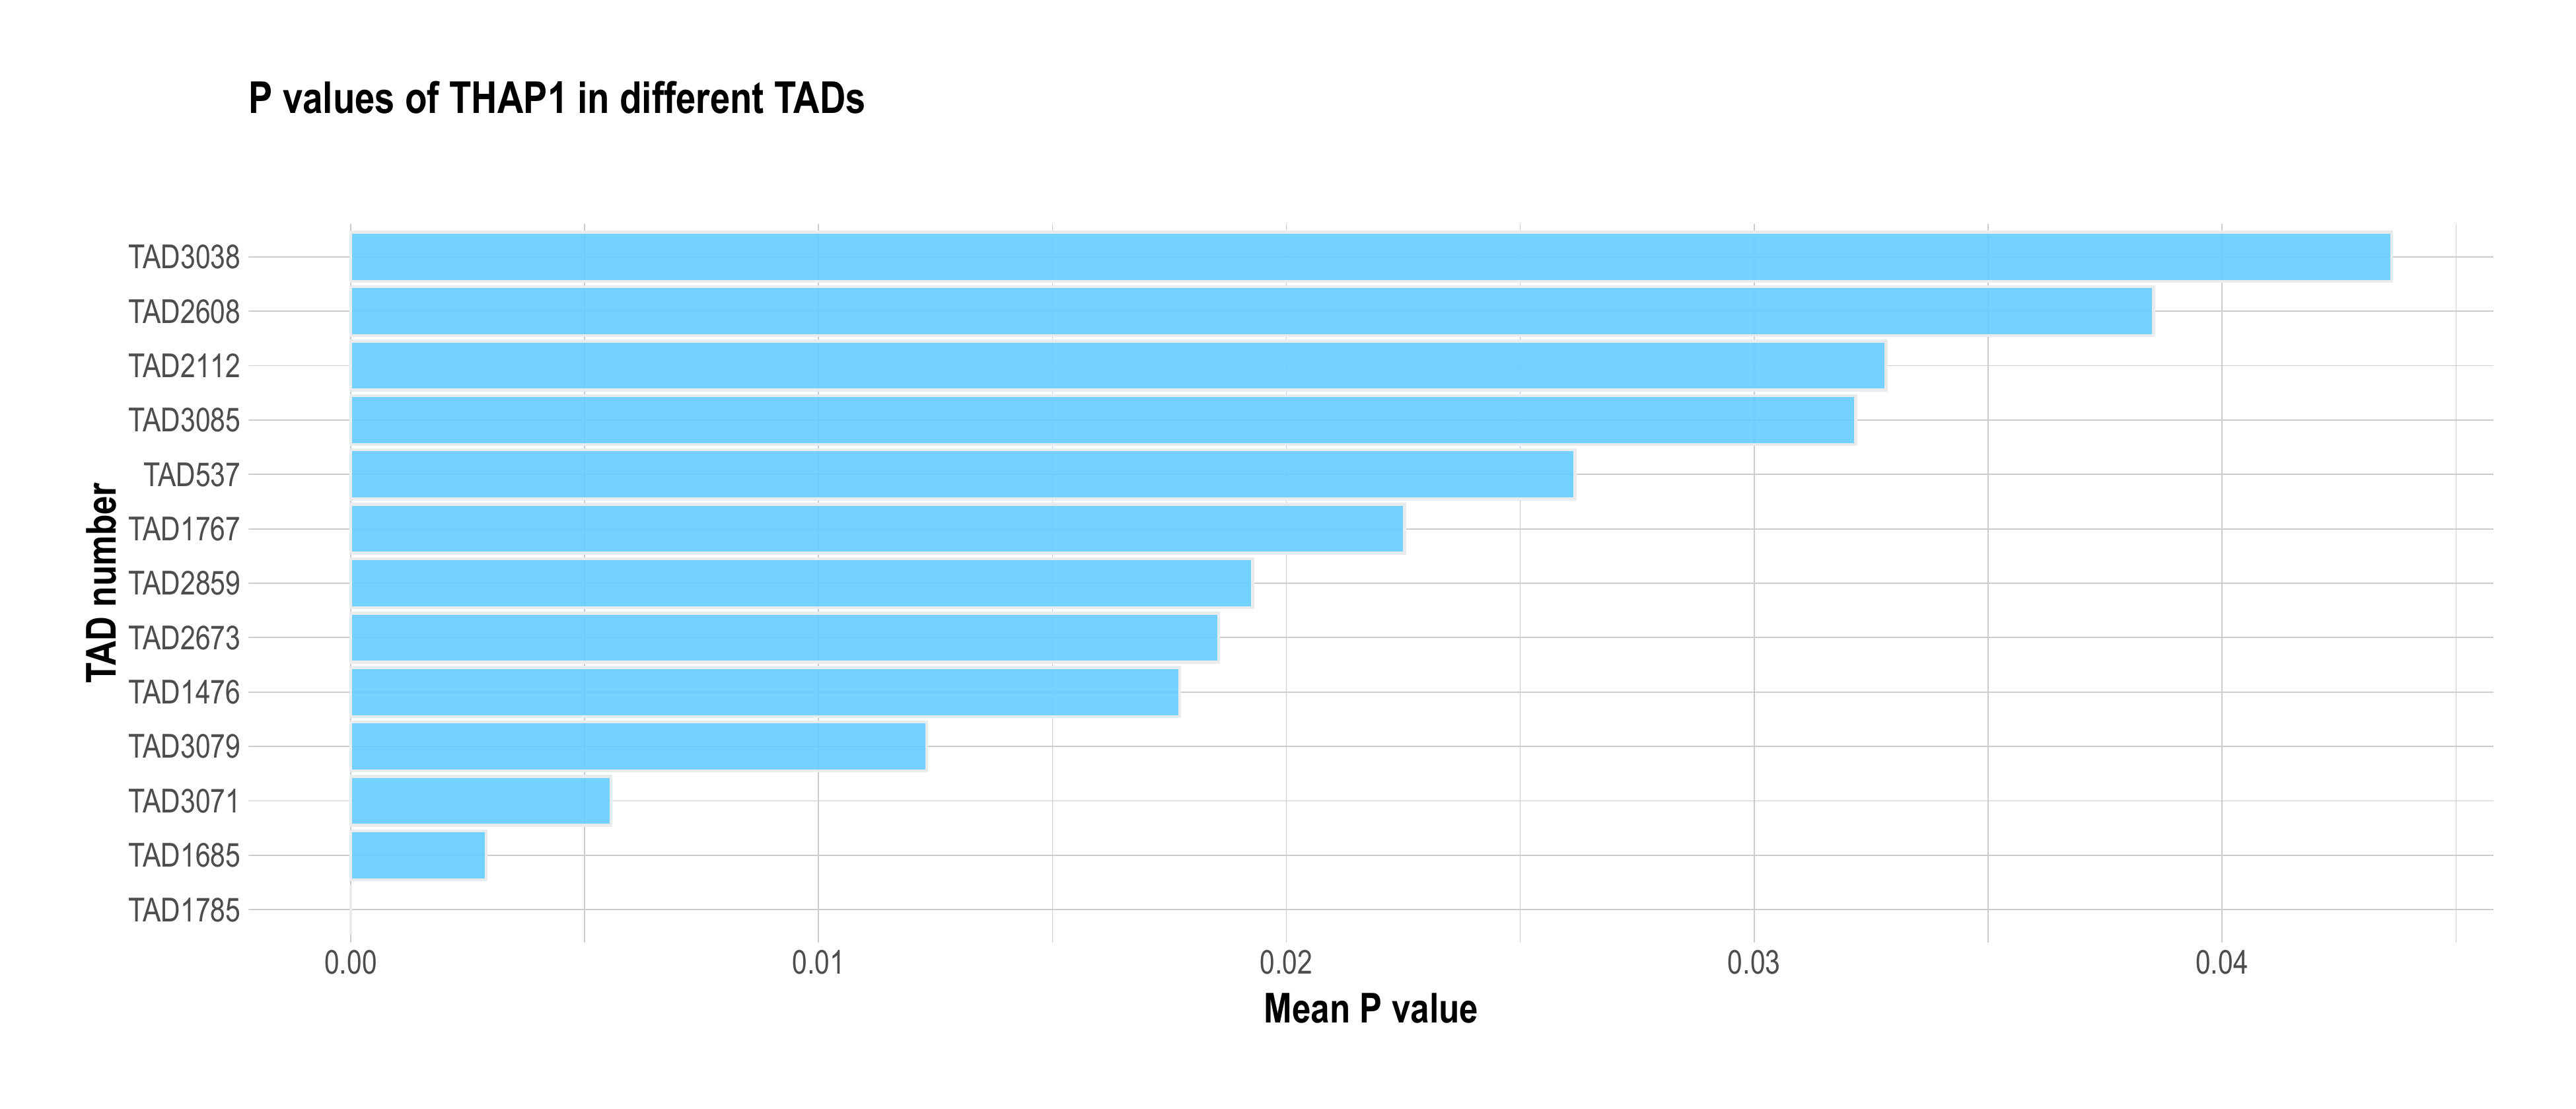 P values of THAP1 in different TADs
TAD number
TAD3038
TAD2608
TAD2112
TAD3085
TAD537
TAD1767
TAD2859
TAD2673
TAD1476
TAD3079
TAD3071
TAD1685
TAD1785
0.00 0.01 0.02 0.03 0.04
Mean P value